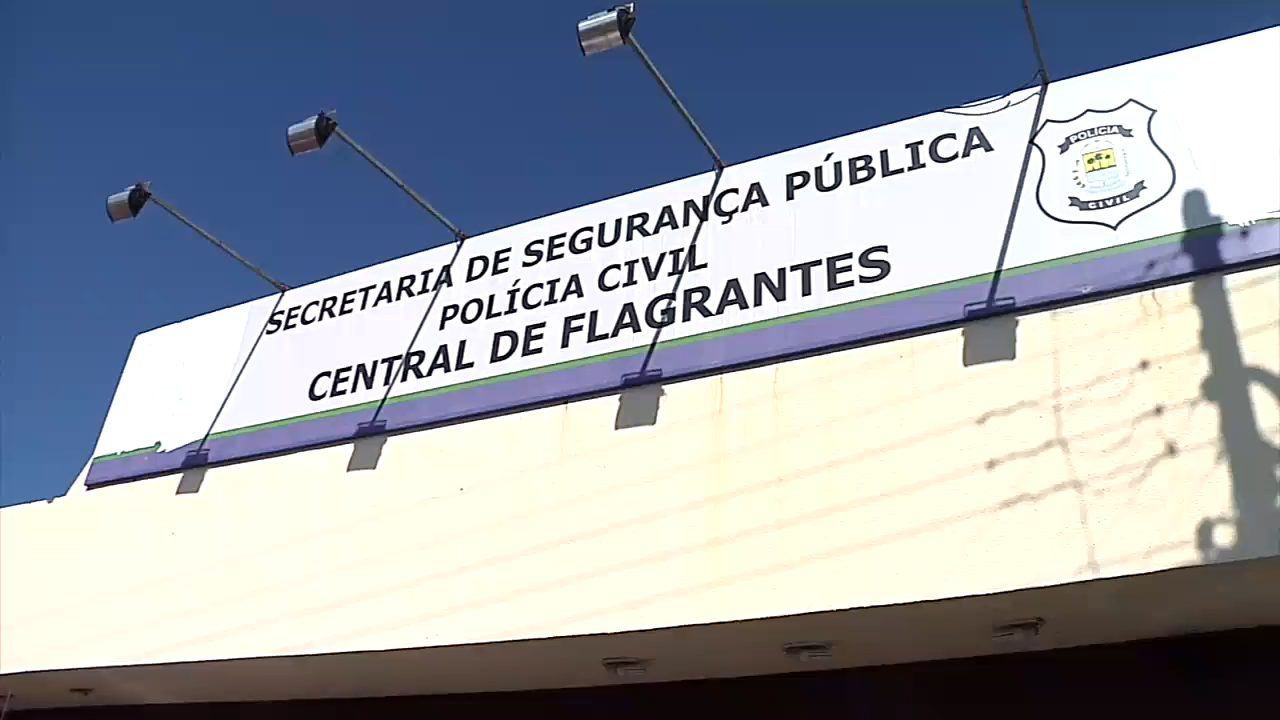 SECRETARIA DE SEGURANÇA PÚBLICA
POLÍCIA CIVIL
CENTRAL DE FLAGRANTES
POLÍCIA
CIVIL